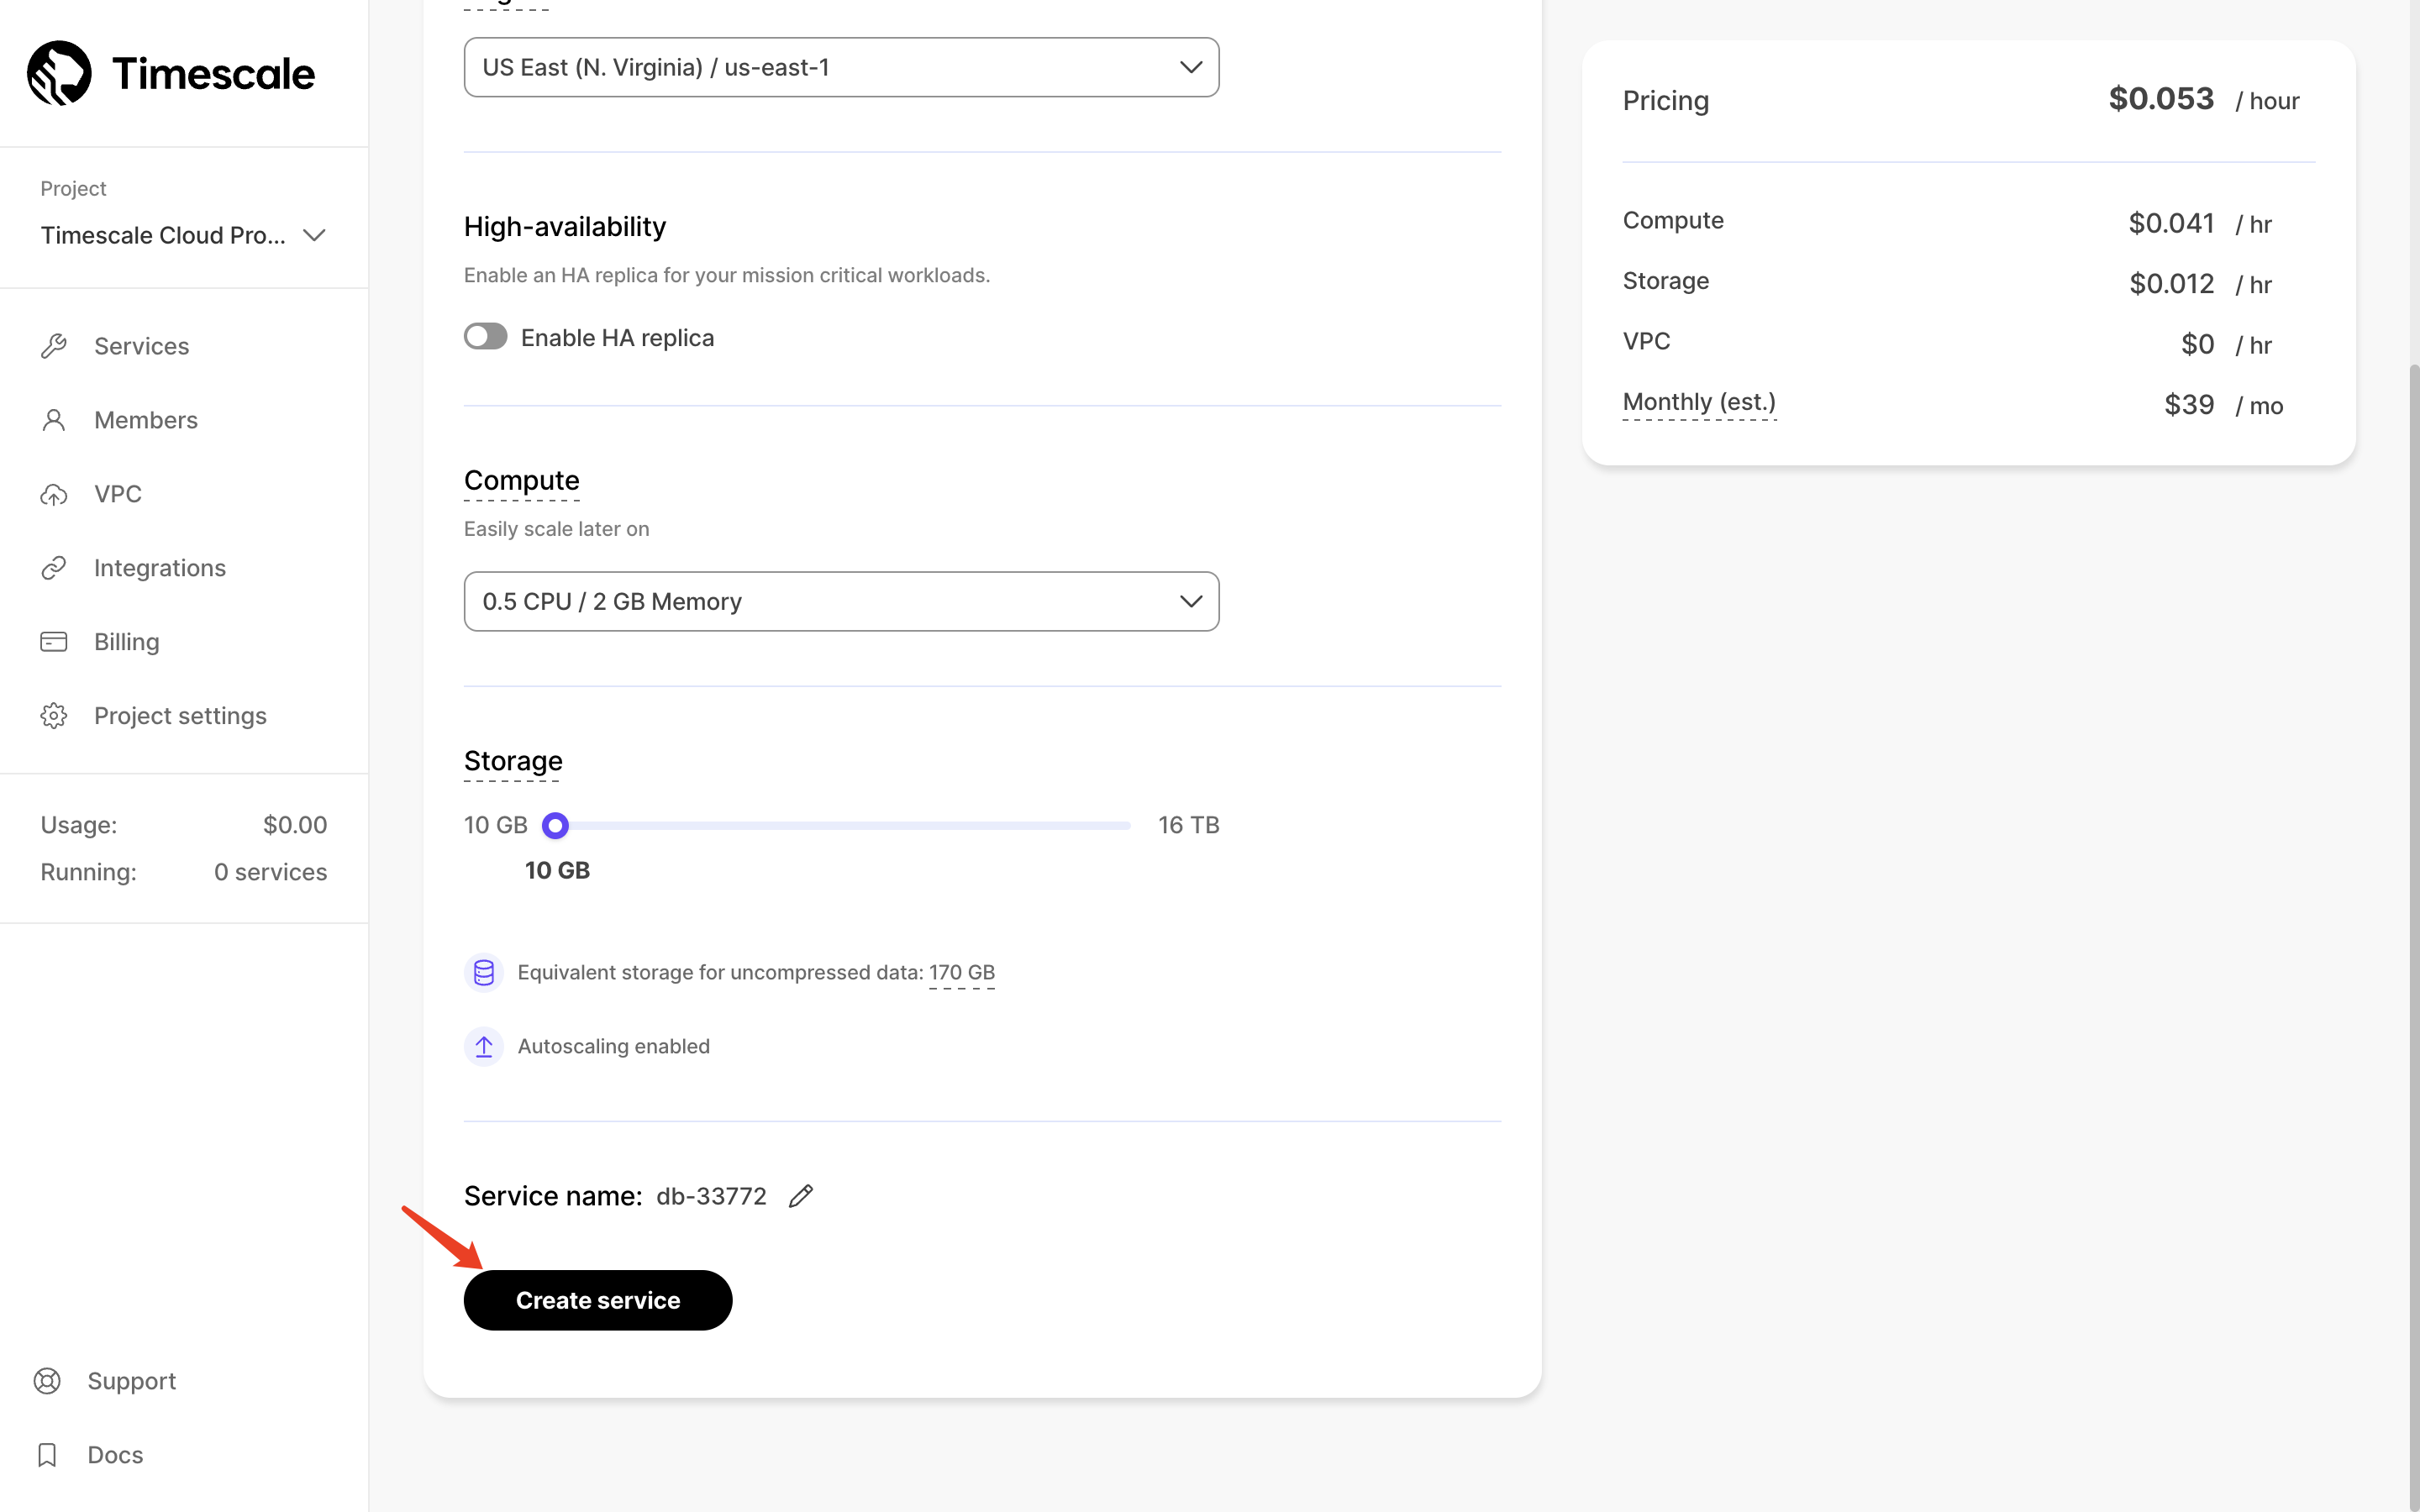 Timescale
Project
Timescale Cloud Pro...
Services
Members
VPC
Integrations
Billing
Project settings
Usage: $0.00
Running: 0 services
Support
Docs
US East (N. Virginia) / us-east-1
High-availability
Enable an HA replica for your mission critical workloads.
Enable HA replica
Compute
Easily scale later on
0.5 CPU / 2 GB Memory
Storage
10 GB 16 TB
10 GB
Equivalent storage for uncompressed data: 170 GB
Autoscaling enabled
Service name: db-33772
Create service
Pricing $0.053 / hour
Compute $0.041 / hr
Storage $0.012 / hr
VPC $0 / hr
Monthly (est.) $39 / mo